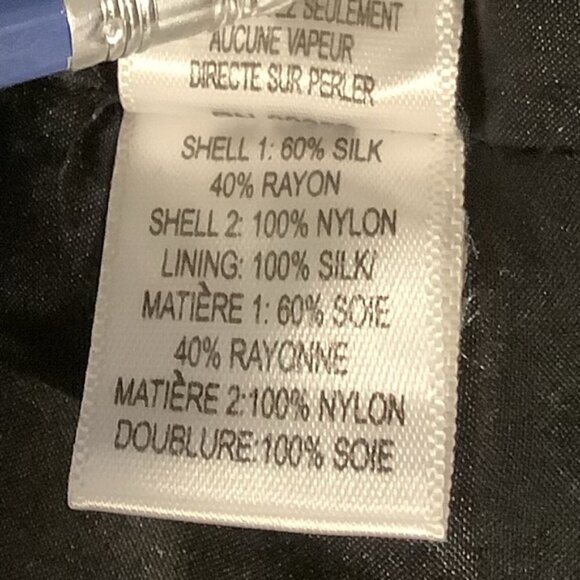 SEULEMENT
AUCUNE VAPEUR
DIRECTE SUR PERLER
SHELL 1: 60% SILK
40% RAYON
SHELL 2: 100% NYLON
LINING: 100% SILK/
MATIÈRE 1: 60% SOIE
40% RAYONNE
MATIÈRE 2:100% NYLON
DOUBLURE:100% SOIE